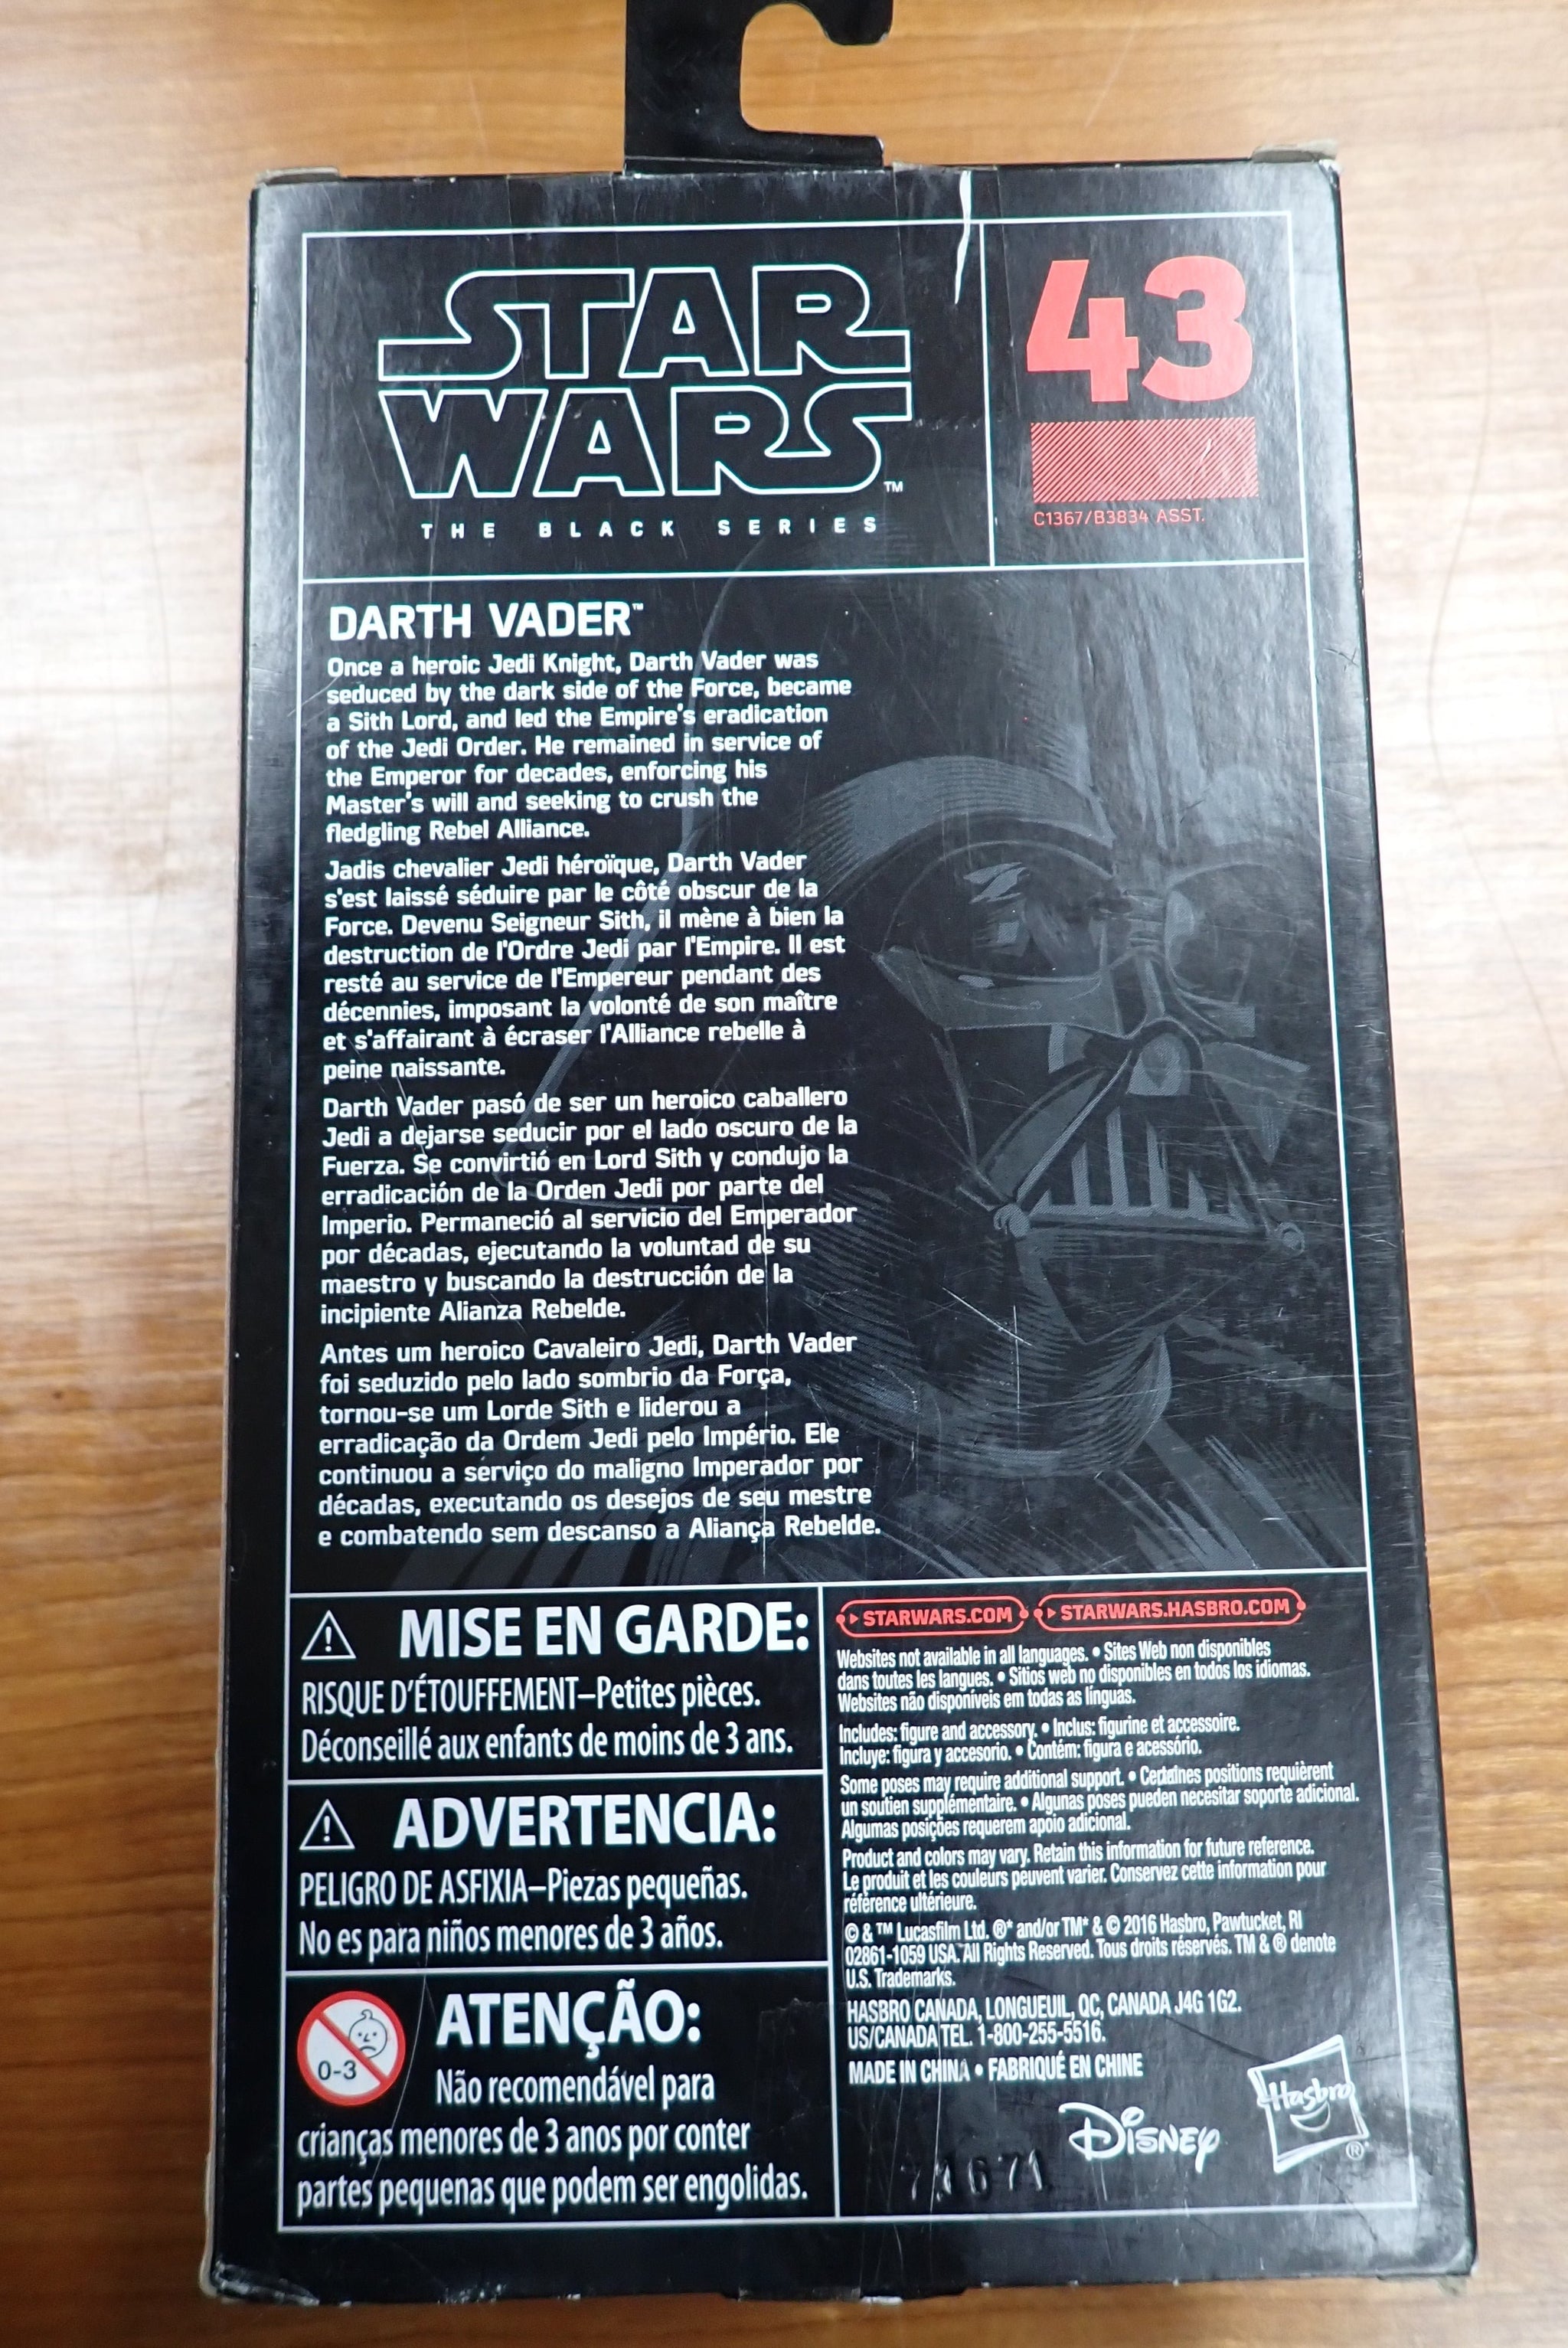 STAR
WARS™
THE BLACK SERIES
43
C1367/B3834 ASST.
DARTH VADER™
Once a heroic Jedi Knight, Darth Vader was
seduced by the dark side of the Force, became
a Sith Lord, and led the Empire's eradication
of the Jedi Order. He remained in service of
the Emperor for decades, enforcing his
Master's will and seeking to crush the
fledgling Rebel Alliance.
Jadis chevalier Jedi héroïque, Darth Vader
s'est laissé séduire par le côté obscur de la
Force. Devenu Seigneur Sith, il mène à bien la
destruction de l'Ordre Jedi par l'Empire. Il est
resté au service de l'Empereur pendant des
décennies, imposant la volonté de son maître
et s'affairant à écraser l'Alliance rebelle à
peine naissante.
Darth Vader pasó de ser un heroico caballero
Jedi a dejarse seducir por el lado oscuro de la
Fuerza. Se convirtió en Lord Sith y condujo la
erradicación de la Orden Jedi por parte del
Imperio. Permaneció al servicio del Emperador
por décadas, ejecutando la voluntad de su
maestro y buscando la destrucción de la
incipiente Alianza Rebelde.
Antes um heroico Cavaleiro Jedi, Darth Vader
foi seduzido pelo lado sombrio da Força,
tornou-se um Lorde Sith e liderou a
erradicação da Ordem Jedi pelo Império. Ele
continuou a serviço do maligno Imperador por
décadas, executando os desejos de seu mestre
e combatendo sem descanso a Aliança Rebelde.
MISE EN GARDE:
RISQUE D'ÉTOUFFEMENT–Petites pièces.
Déconseillé aux enfants de moins de 3 ans.
ADVERTENCIA:
PELIGRO DE ASFIXIA–Piezas pequeñas.
No es para niños menores de 3 años.
0-3
ATENÇÃO:
Não recomendável para
crianças menores de 3 anos por conter
partes pequenas que podem ser engolidas.
STARWARS.COM STARWARS.HASBRO.COM
Websites not available in all languages. • Sites Web non disponibles
dans toutes les langues. • Sitios web no disponibles en todos los idiomas.
Websites não disponíveis em todas as línguas.
Includes: figure and accessory. • Inclus: figurine et accessoire.
Incluye: figura y accesorio. • Contém: figura e acessório.
Some poses may require additional support. • Certaines positions requièrent
un soutien supplémentaire. • Algunas poses pueden necesitar soporte adicional.
Algumas posições requerem apoio adicional.
Product and colors may vary. Retain this information for future reference.
Le produit et les couleurs peuvent varier. Conservez cette information pour
référence ultérieure.
© & ™ Lucasfilm Ltd. ®* and/or TM* & © 2016 Hasbro, Pawtucket, RI
02861-1059 USA. All Rights Reserved. Tous droits réservés. TM & ® denote
U.S. Trademarks.
HASBRO CANADA, LONGUEUIL, QC, CANADA J4G 1G2.
US/CANADA TEL. 1-800-255-5516.
MADE IN CHINA • FABRIQUÉ EN CHINE
Disney
Hasbro®